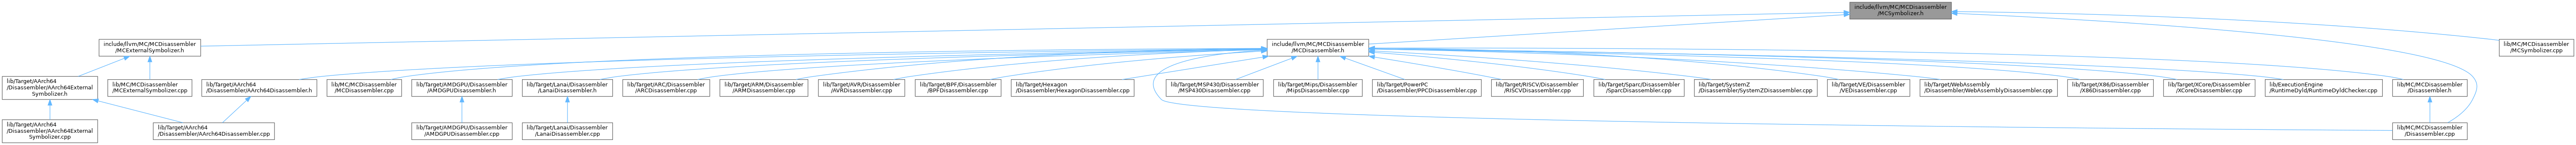 include/llvm/MC/MCDisassembler
/MCSymbolizer.h
include/llvm/MC/MCDisassembler
/MCExternalSymbolizer.h
include/llvm/MC/MCDisassembler
/MCDisassembler.h
lib/MC/MCDisassembler
/MCSymbolizer.cpp
lib/Target/AArch64
/Disassembler/AArch64External
Symbolizer.h
lib/MC/MCDisassembler
/MCExternalSymbolizer.cpp
lib/Target/AArch64
/Disassembler/AArch64Disassembler.h
lib/MC/MCDisassembler
/MCDisassembler.cpp
lib/Target/AMDGPU/Disassembler
/AMDGPUDisassembler.h
lib/Target/Lanai/Disassembler
/LanaiDisassembler.h
lib/Target/ARC/Disassembler
/ARCDisassembler.cpp
lib/Target/ARM/Disassembler
/ARMDisassembler.cpp
lib/Target/AVR/Disassembler
/AVRDisassembler.cpp
lib/Target/BPF/Disassembler
/BPFDisassembler.cpp
lib/Target/Hexagon
/Disassembler/HexagonDisassembler.cpp
lib/Target/MSP430/Disassembler
/MSP430Disassembler.cpp
lib/Target/Mips/Disassembler
/MipsDisassembler.cpp
lib/Target/PowerPC
/Disassembler/PPCDisassembler.cpp
lib/Target/RISCV/Disassembler
/RISCVDisassembler.cpp
lib/Target/Sparc/Disassembler
/SparcDisassembler.cpp
lib/Target/SystemZ
/Disassembler/SystemZDisassembler.cpp
lib/Target/VE/Disassembler
/VEDisassembler.cpp
lib/Target/WebAssembly
/Disassembler/WebAssemblyDisassembler.cpp
lib/Target/X86/Disassembler
/X86Disassembler.cpp
lib/Target/XCore/Disassembler
/XCoreDisassembler.cpp
lib/ExecutionEngine
/RuntimeDyld/RuntimeDyldChecker.cpp
lib/MC/MCDisassembler
/Disassembler.h
lib/Target/AArch64
/Disassembler/AArch64External
Symbolizer.cpp
lib/Target/AArch64
/Disassembler/AArch64Disassembler.cpp
lib/Target/AMDGPU/Disassembler
/AMDGPUDisassembler.cpp
lib/Target/Lanai/Disassembler
/LanaiDisassembler.cpp
lib/MC/MCDisassembler
/Disassembler.cpp